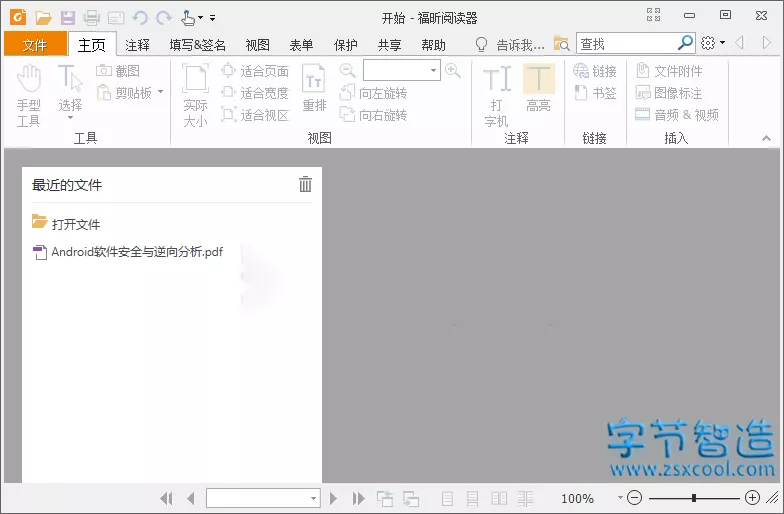 开始 - 福昕阅读器
文件 主页 注释 填写&签名 视图 表单 保护 共享 帮助 告诉我... 查找
手型工具
选择
截图
剪贴板
工具
实际大小
适合页面
适合宽度
适合视区
重排
向左旋转
向右旋转
视图
打字机
高亮
注释
链接
书签
链接
文件附件
图像标注
音频 & 视频
插入
最近的文件
打开文件
Android软件安全与逆向分析.pdf
字节智造
www.zsxcool.com
100%